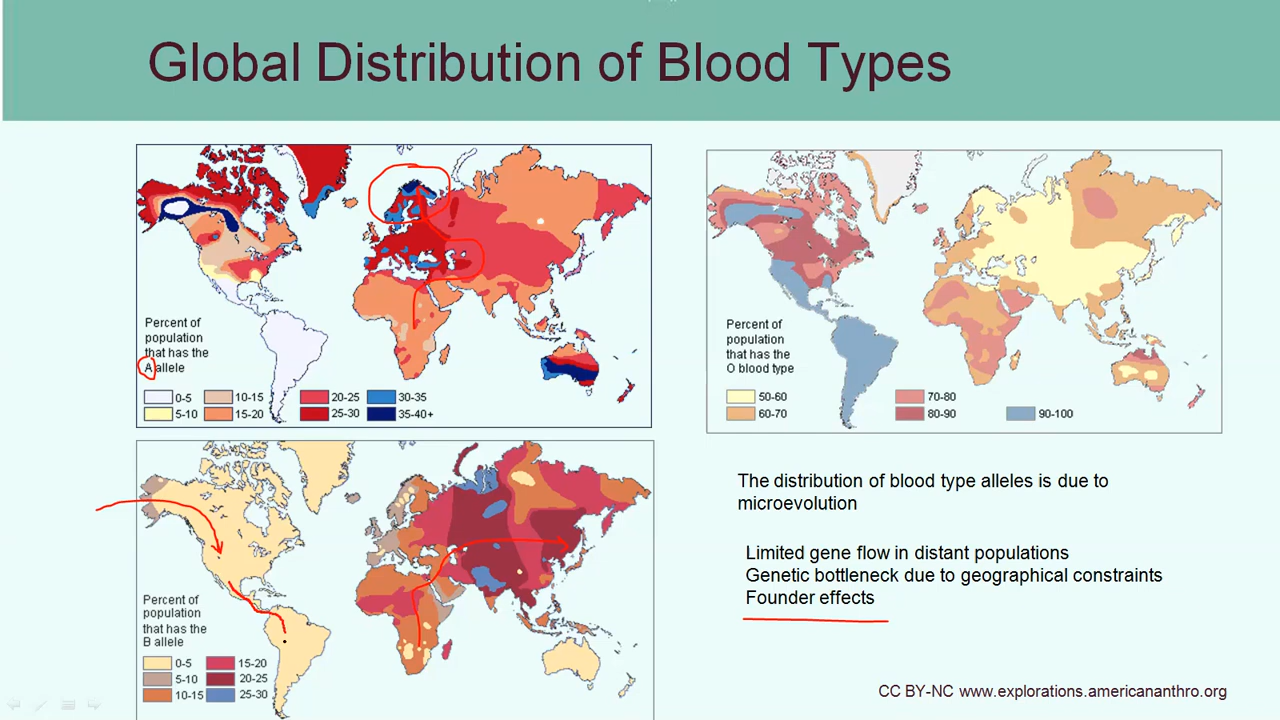 Global Distribution of Blood Types
Percent of
population
that has the
A allele
0-5
10-15
20-25
30-35
5-10
15-20
25-30
35-40+
Percent of
population
that has the
O blood type
50-60
70-80
60-70
80-90
90-100
Percent of
population
that has the
B allele
0-5
15-20
5-10
20-25
10-15
25-30
The distribution of blood type alleles is due to
microevolution
Limited gene flow in distant populations
Genetic bottleneck due to geographical constraints
Founder effects
CC BY-NC www.explorations.americananthro.org